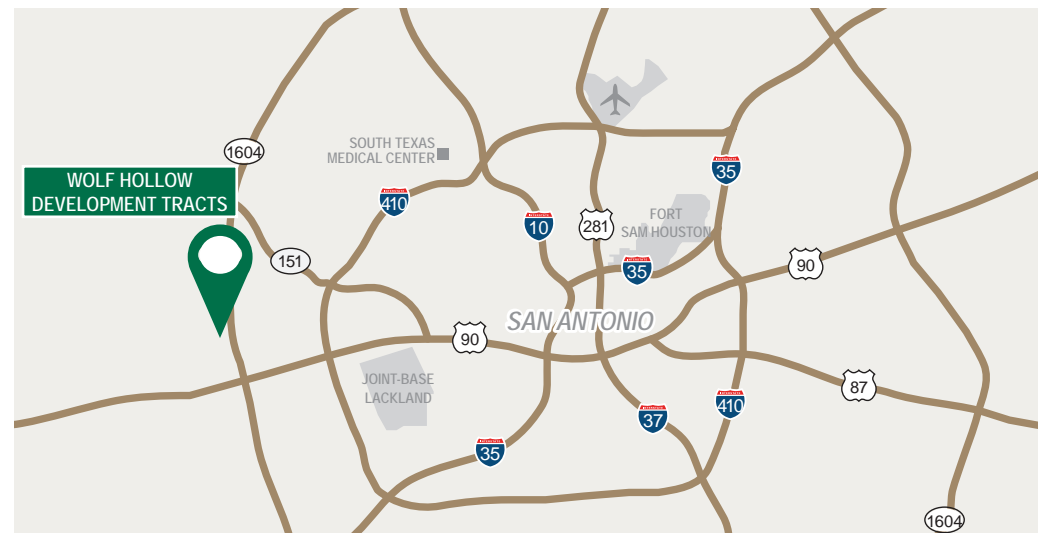 1604
SOUTH TEXAS
MEDICAL CENTER
35
WOLF HOLLOW
DEVELOPMENT TRACTS
410
10
281
FORT
SAM HOUSTON
151
35
90
SAN ANTONIO
90
JOINT-BASE
LACKLAND
87
410
37
35
1604